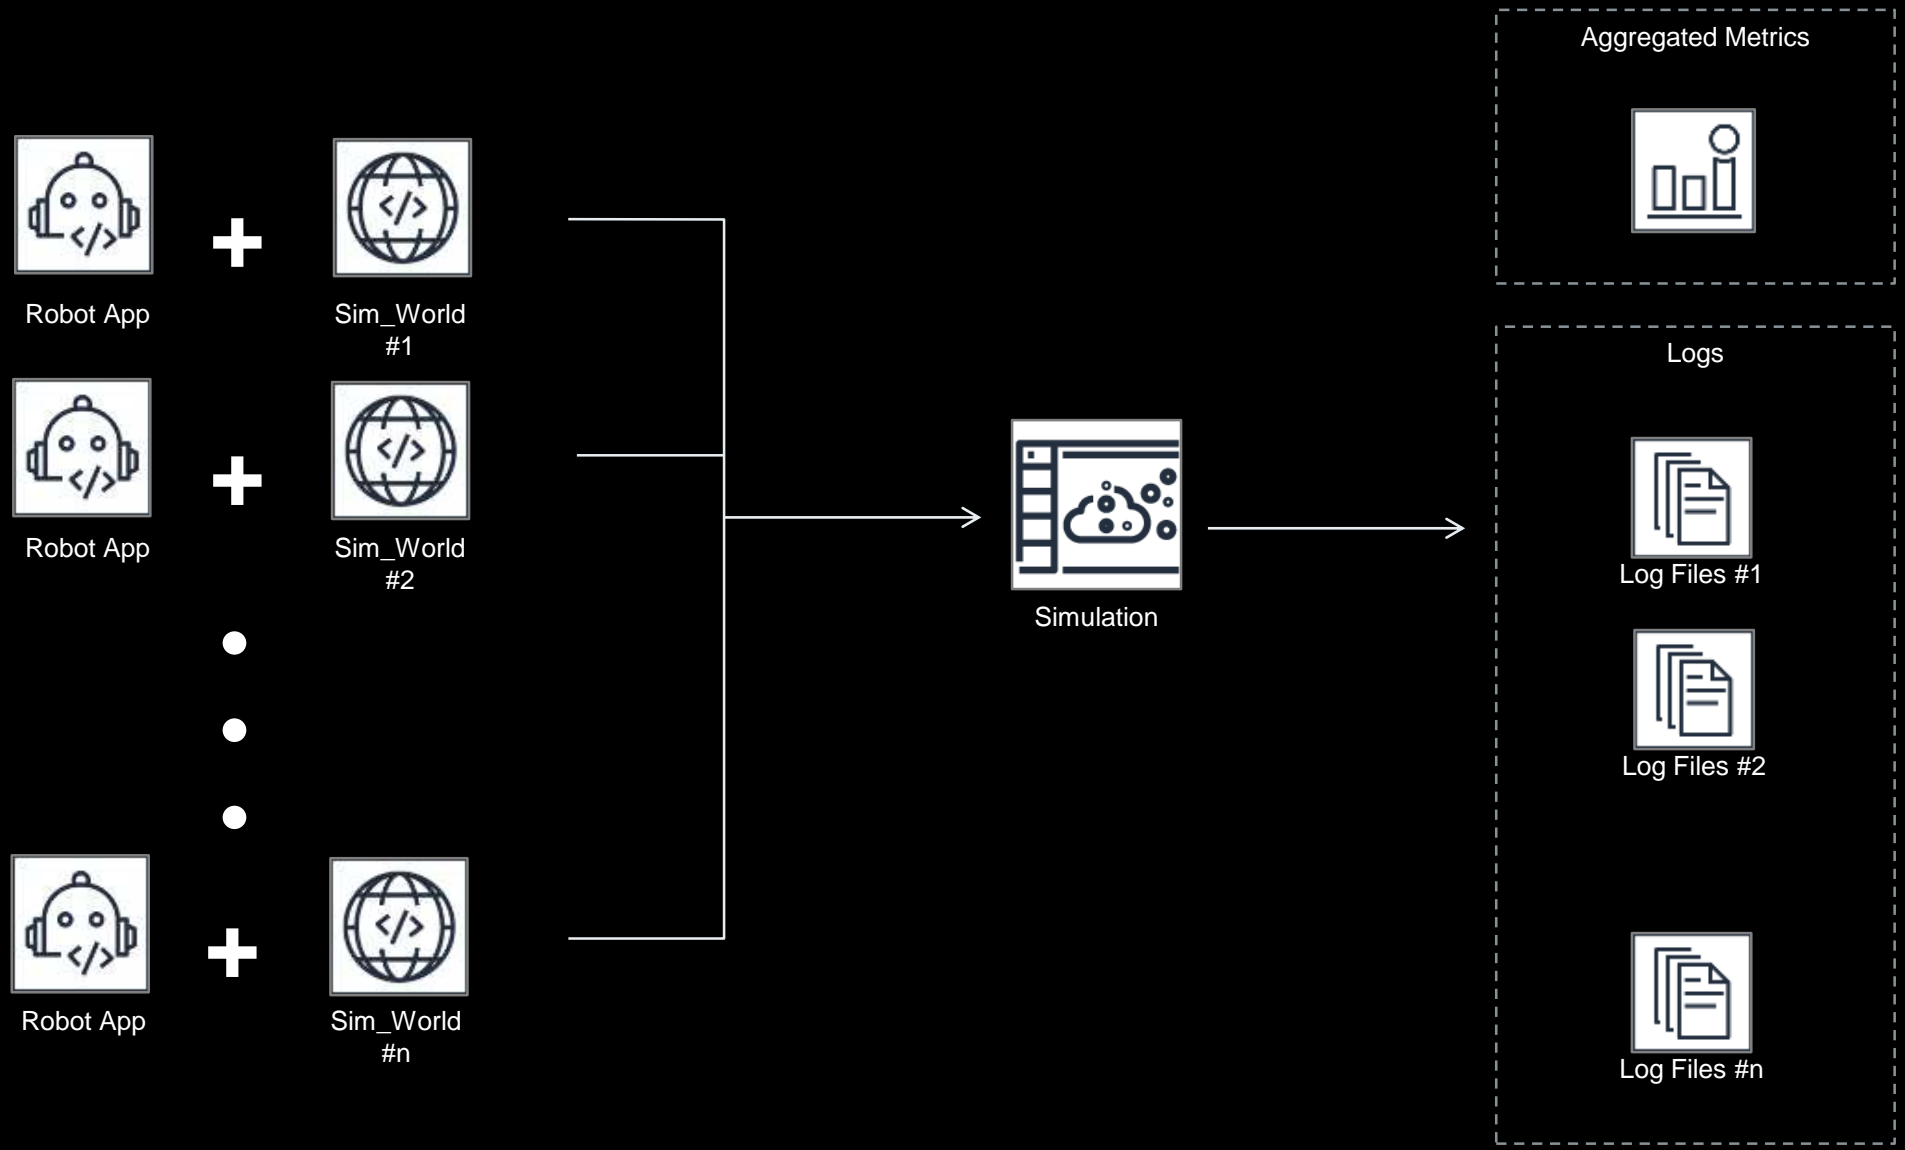 Aggregated Metrics
Robot App
Sim_World
#1
Logs
Robot App
Sim_World
#2
Log Files #1
Simulation
Log Files #2
Robot App
Sim_World
#n
Log Files #n